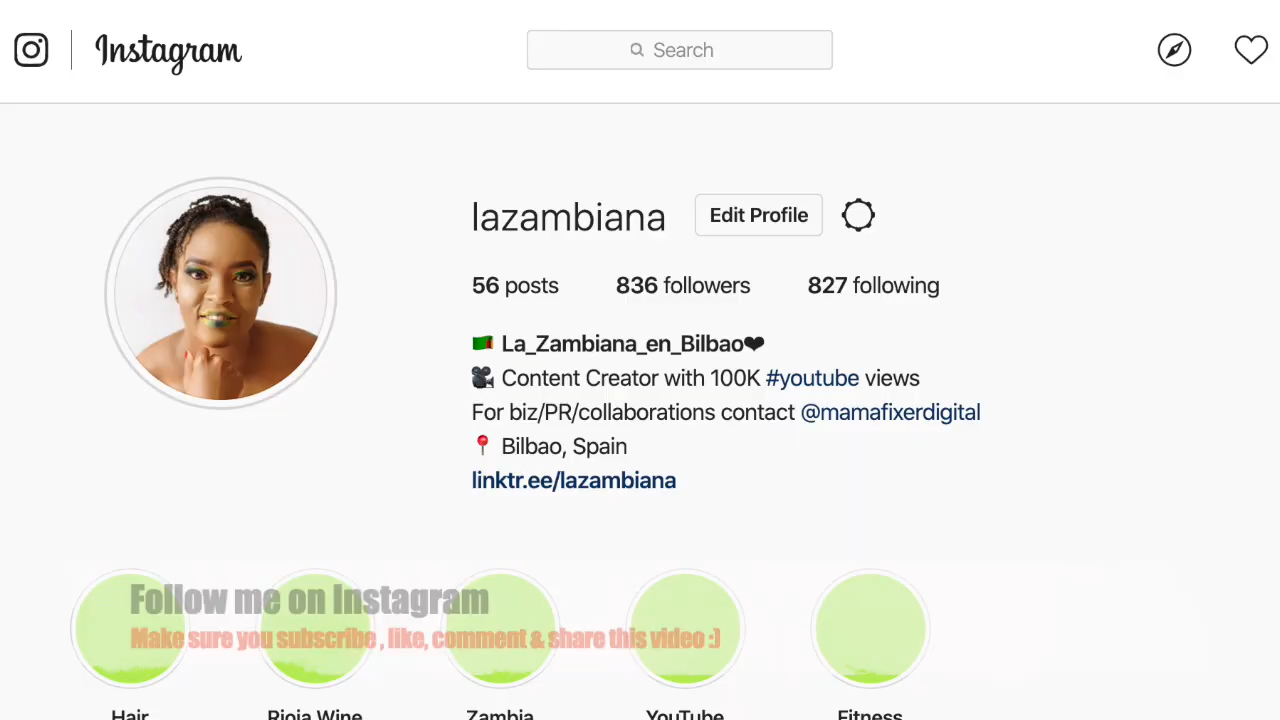 Instagram
Search
lazambiana
Edit Profile
56 posts
836 followers
827 following
🇿🇲 La_Zambiana_en_Bilbao❤
🎥 Content Creator with 100K #youtube views
For biz/PR/collaborations contact @mamafixerdigital
📍 Bilbao, Spain
linktr.ee/lazambiana
Follow me on Instagram
Make sure you subscribe , like, comment & share this video :)
Hair
Rioja Wine
Zambia
YouTube
Fitness